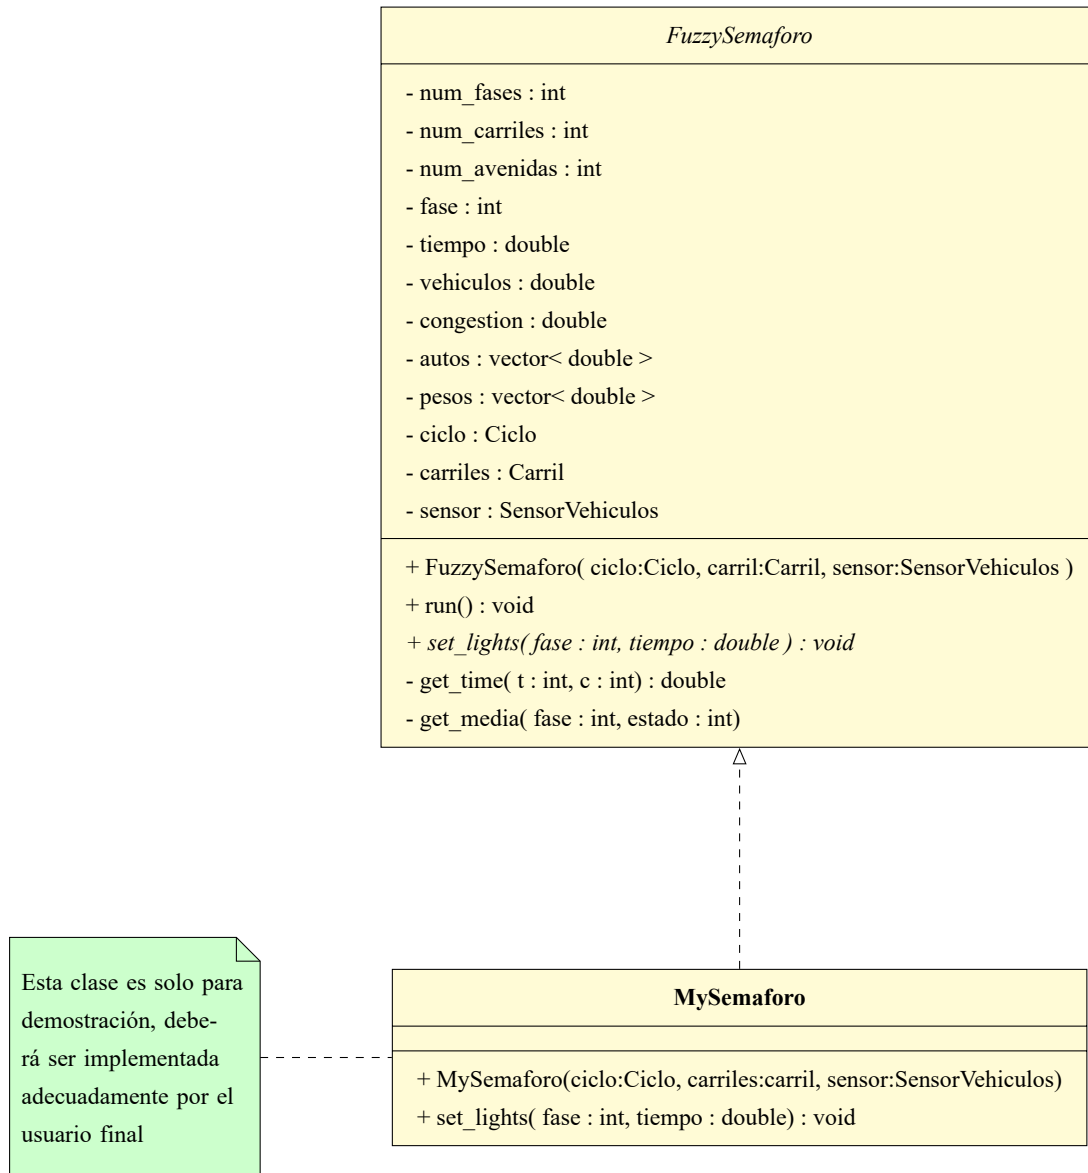 FuzzySemaforo
- num_fases : int
- num_carriles : int
- num_avenidas : int
- fase : int
- tiempo : double
- vehiculos : double
- congestion : double
- autos : vector< double >
- pesos : vector< double >
- ciclo : Ciclo
- carriles : Carril
- sensor : SensorVehiculos
+ FuzzySemaforo( ciclo:Ciclo, carril:Carril, sensor:SensorVehiculos )
+ run() : void
+ set_lights( fase : int, tiempo : double ) : void
- get_time( t : int, c : int) : double
- get_media( fase : int, estado : int)
Esta clase es solo para
demostración, debe-
rá ser implementada
adecuadamente por el
usuario final
MySemaforo
+ MySemaforo(ciclo:Ciclo, carriles:carril, sensor:SensorVehiculos)
+ set_lights( fase : int, tiempo : double) : void